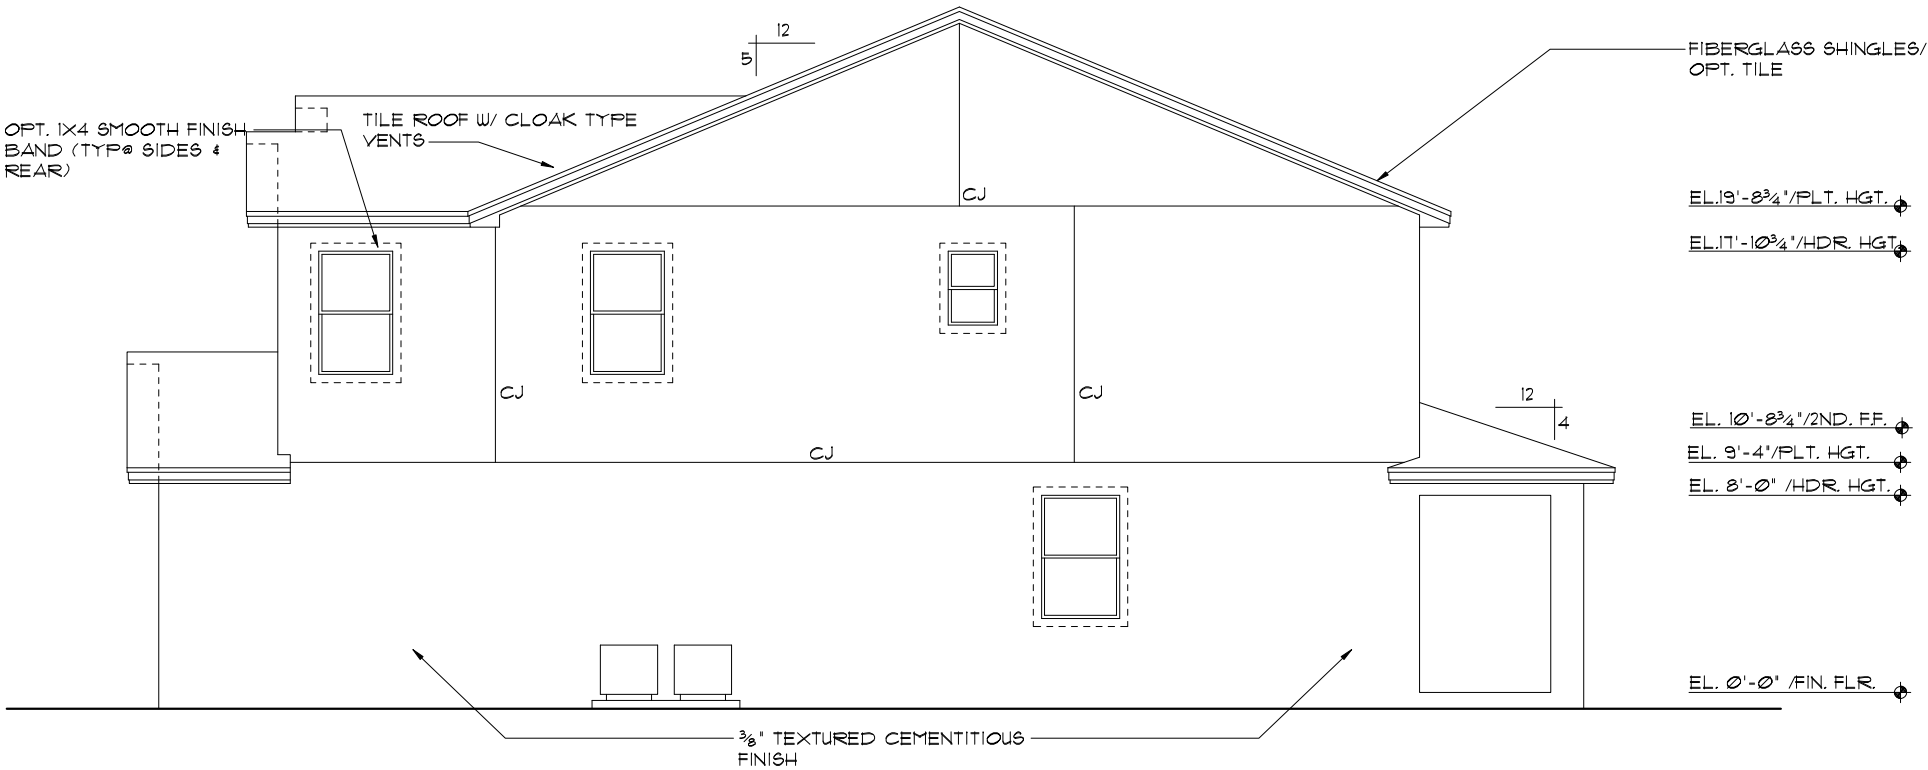 12
5
FIBERGLASS SHINGLES/
OPT. TILE
OPT. 1X4 SMOOTH FINISH
BAND (TYP@ SIDES &
REAR)
TILE ROOF W/ CLOAK TYPE
VENTS
CJ
EL.19'-8¾"/PLT. HGT.
EL.17'-10¾"/HDR. HGT
CJ
CJ
12
4
EL. 10'-8¾"/2ND. F.F.
CJ
EL. 9'-4"/PLT. HGT.
EL. 8'-0" /HDR. HGT.
EL. 0'-0" /FIN. FLR.
⅜" TEXTURED CEMENTITIOUS
FINISH